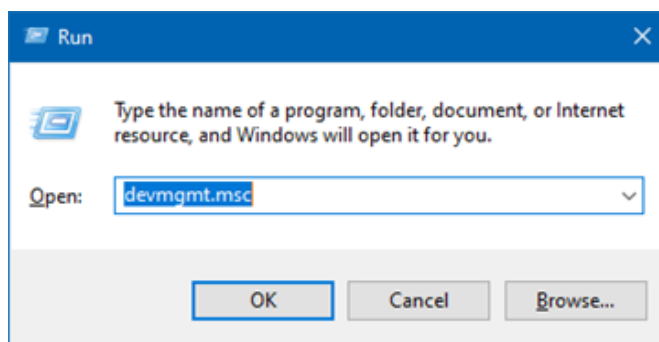 Run
Type the name of a program, folder, document, or Internet
resource, and Windows will open it for you.
Open: devmgmt.msc
OK Cancel Browse...